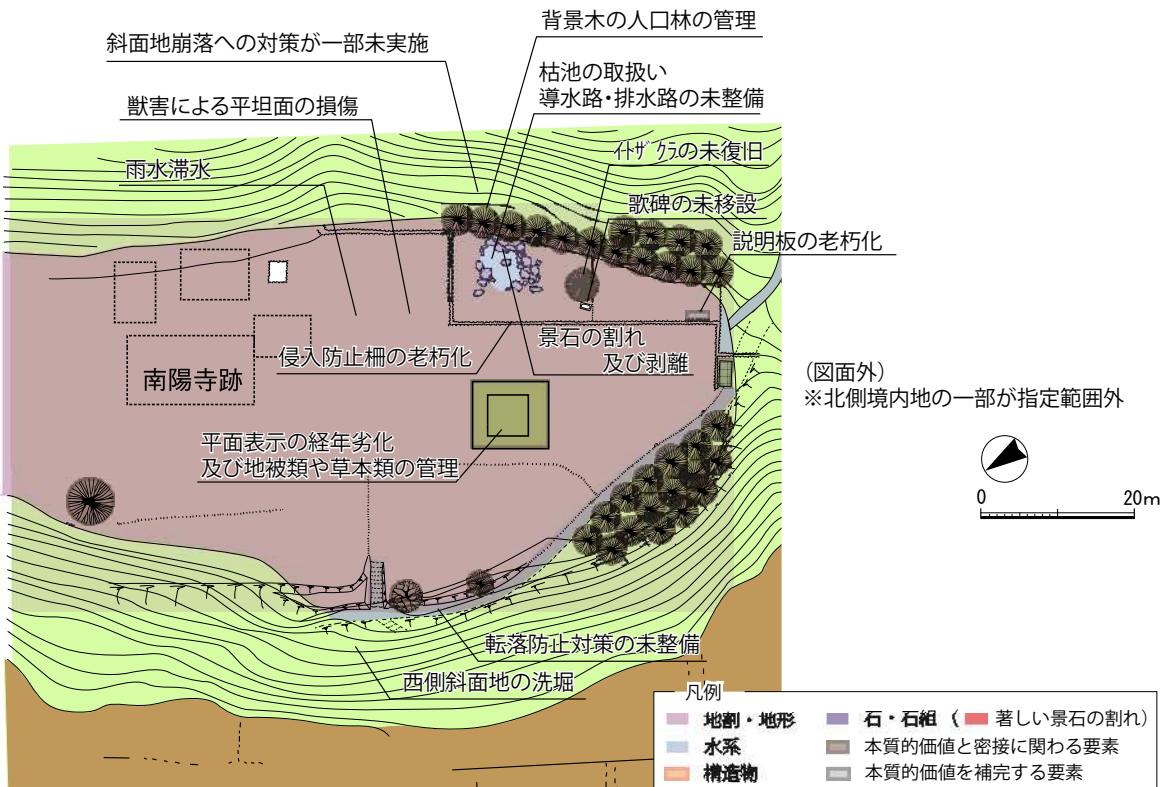 背景木の人口林の管理
斜面地崩落への対策が一部未実施
枯池の取扱い
導水路・排水路の未整備
獣害による平坦面の損傷
イトザクラの未復旧
雨水滞水
歌碑の未移設
説明板の老朽化
景石の割れ
及び剥離
侵入防止柵の老朽化
南陽寺跡
(図面外)
※北側境内地の一部が指定範囲外
平面表示の経年劣化
及び地被類や草本類の管理
0 20m
転落防止対策の未整備
西側斜面地の洗堀
凡例
地割・地形 石・石組 ( 著しい景石の割れ)
水系 本質的価値と密接に関わる要素
構造物 本質的価値を補完する要素